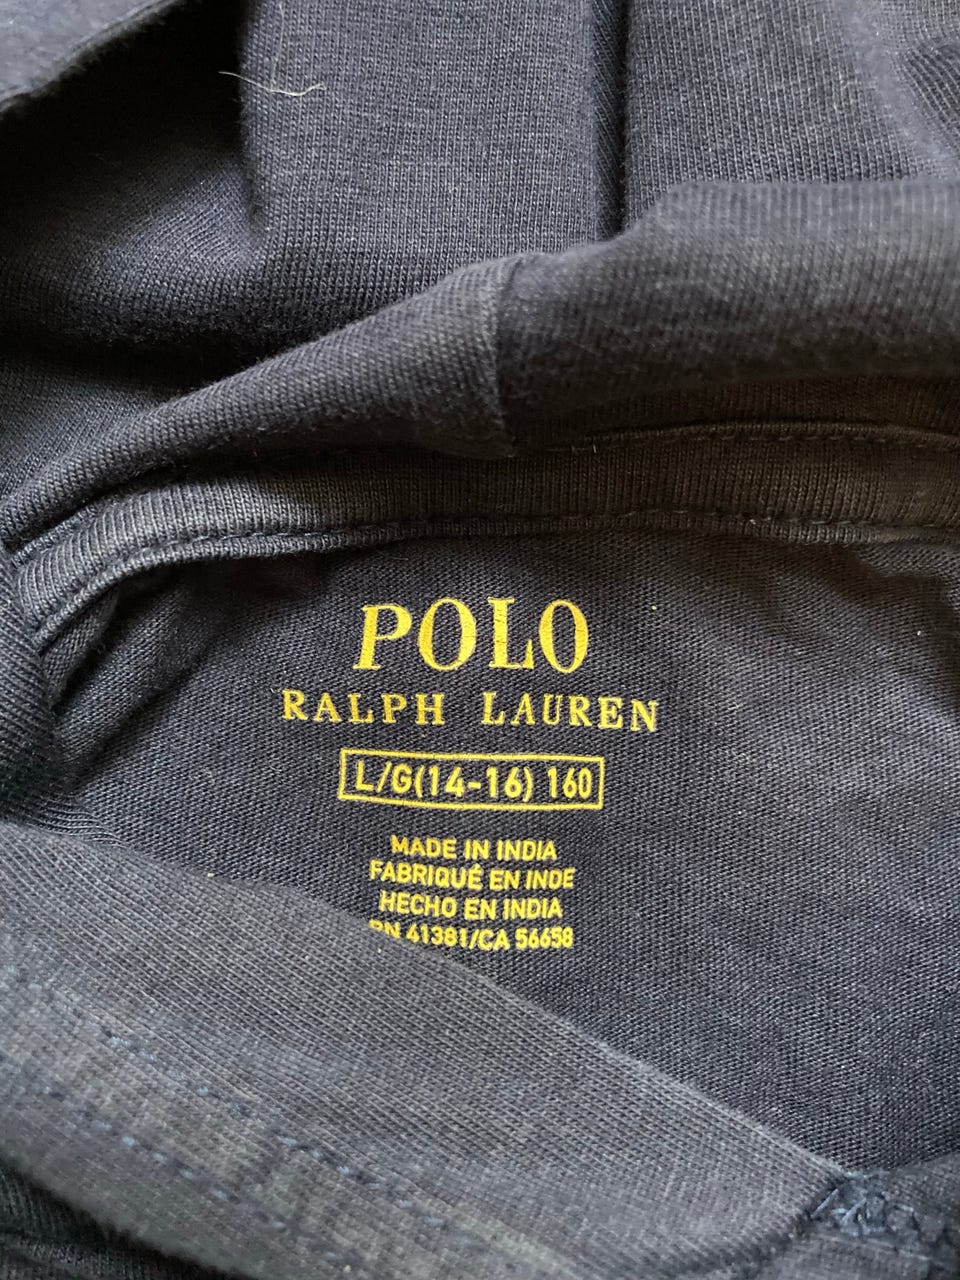 POLO
RALPH LAUREN
L/G(14-16) 160
MADE IN INDIA
FABRIQUÉ EN INDE
HECHO EN INDIA
RN 41381/CA 56658